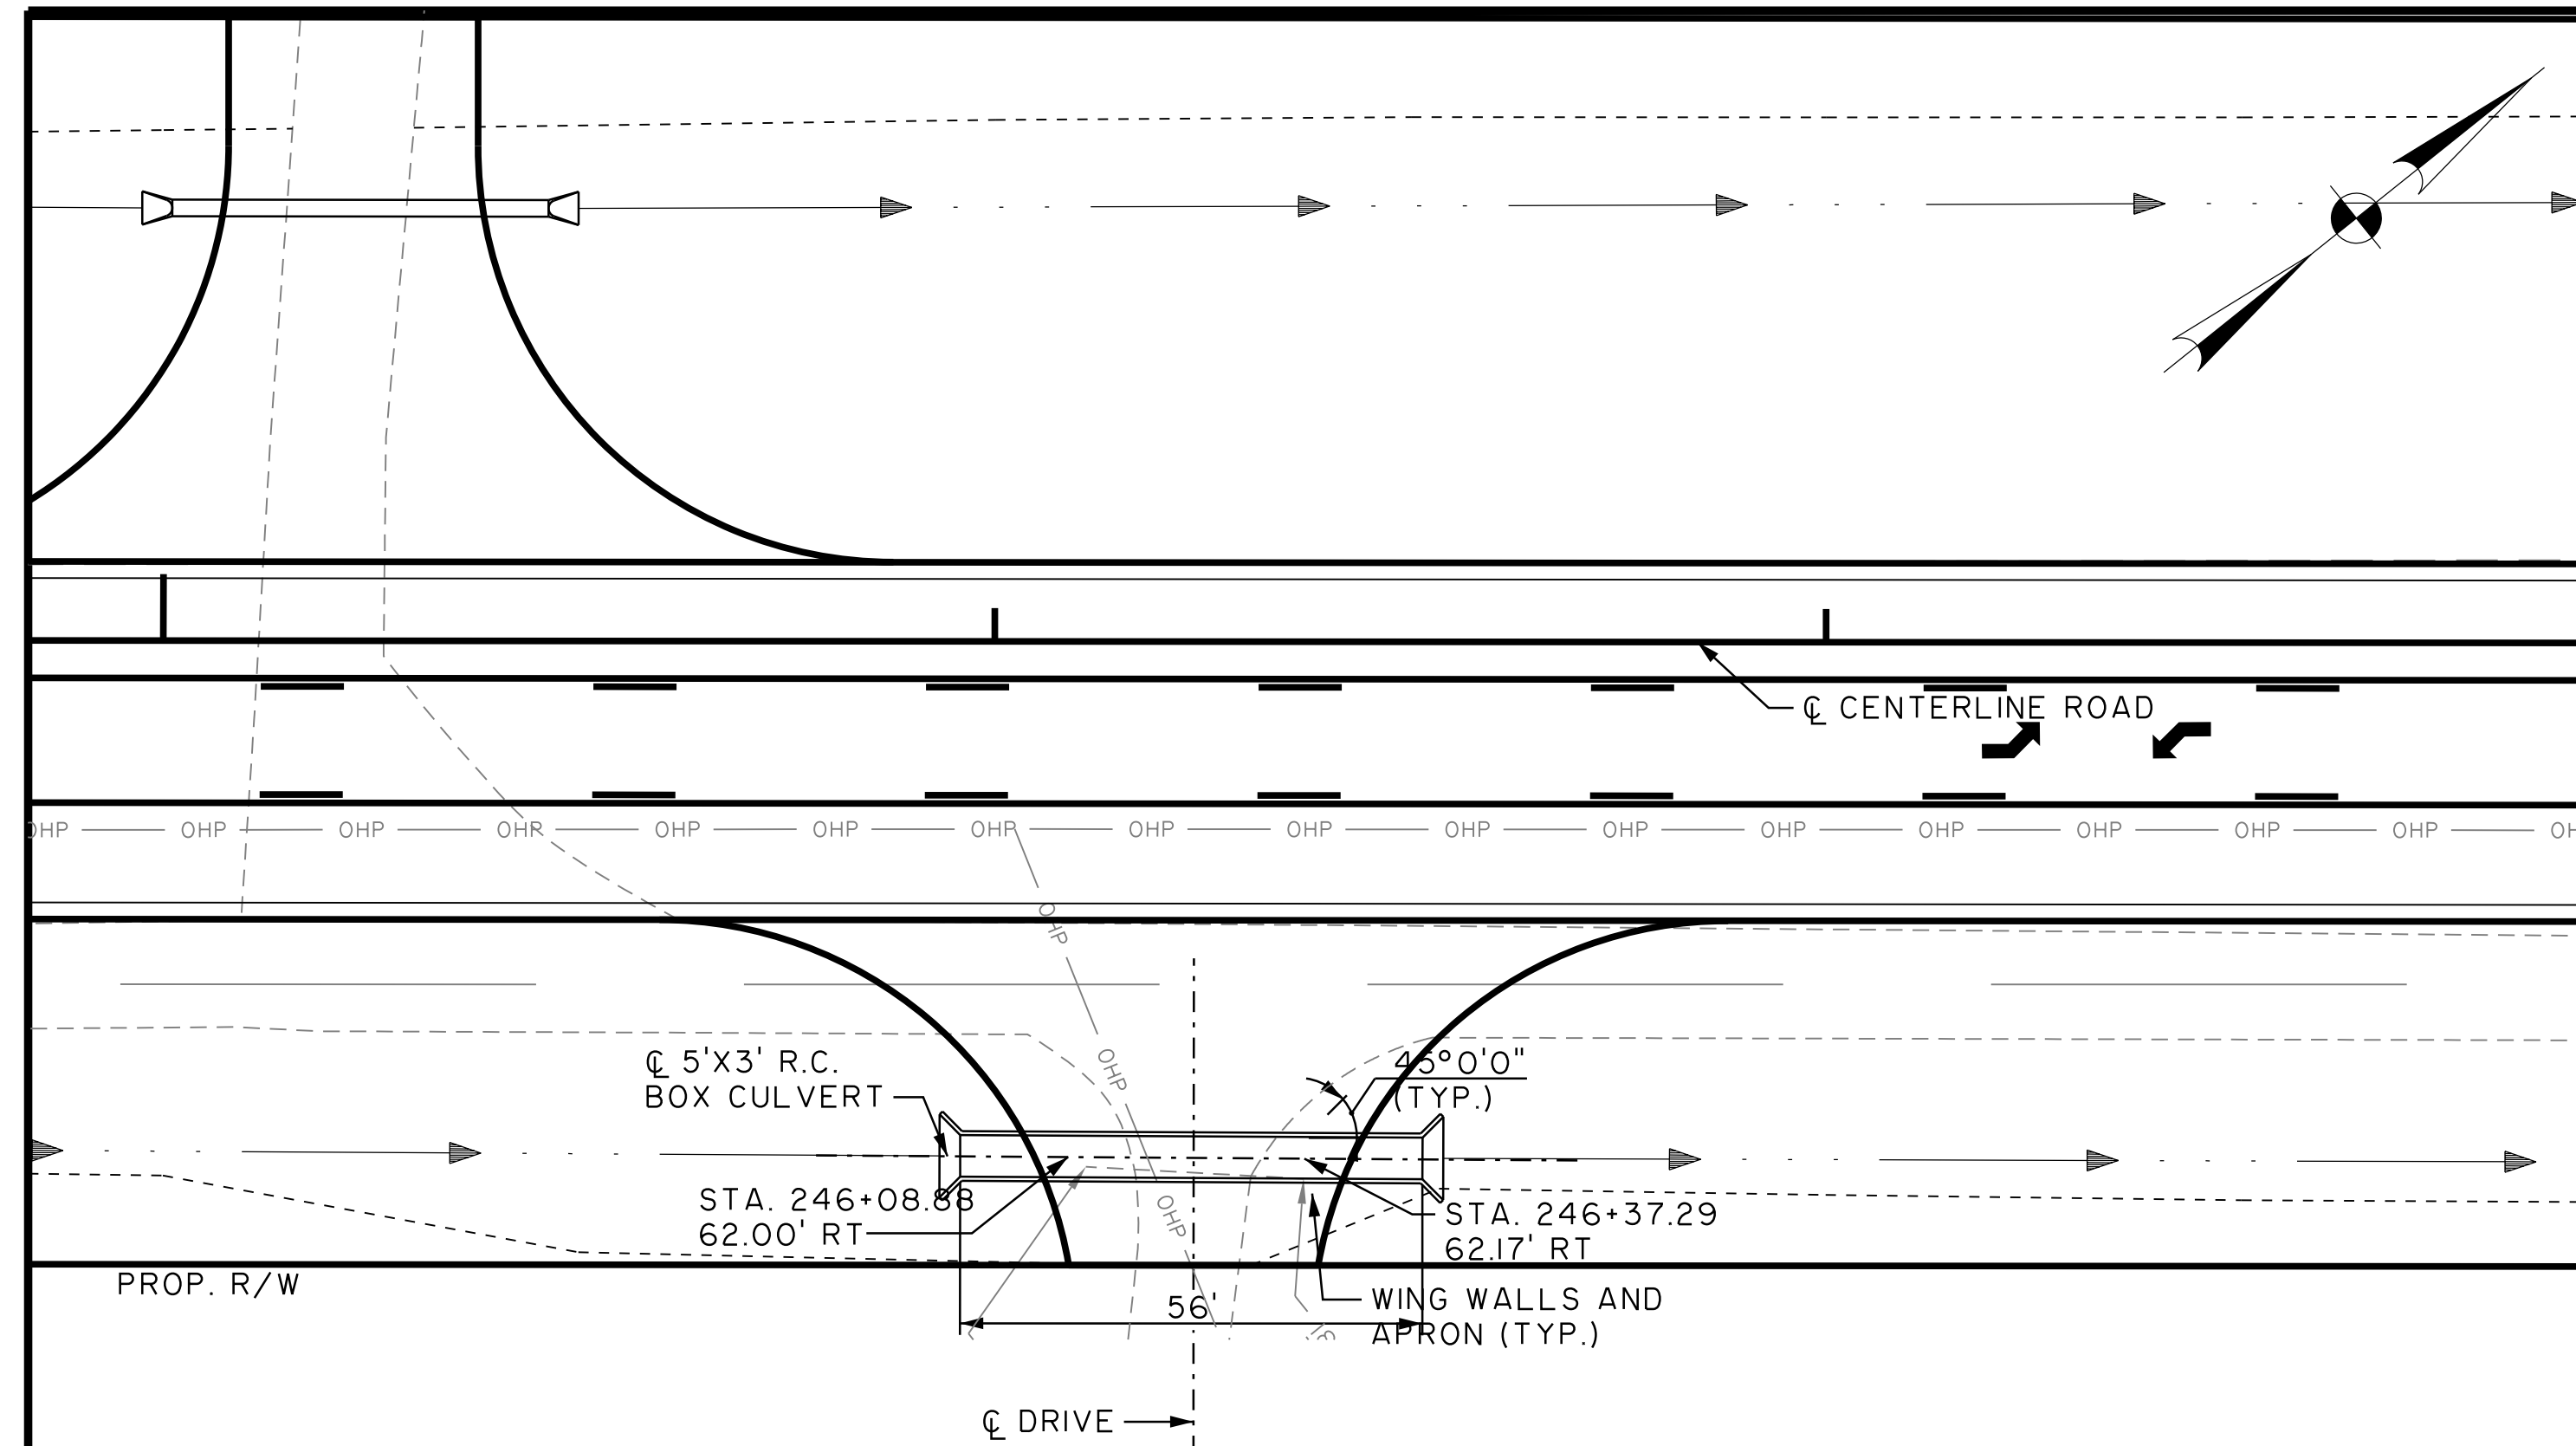 ℄ CENTERLINE ROAD
OHP OHP OHP OHP OHP OHP OHP OHP OHP OHP OHP OHP OHP OHP OHP OHP
OHP
OHP
OHP
℄ 5'X3' R.C.
BOX CULVERT
45°0'0"
(TYP.)
STA. 246+08.88
62.00' RT
STA. 246+37.29
62.17' RT
PROP. R/W
56'
WING WALLS AND
APRON (TYP.)
℄ DRIVE